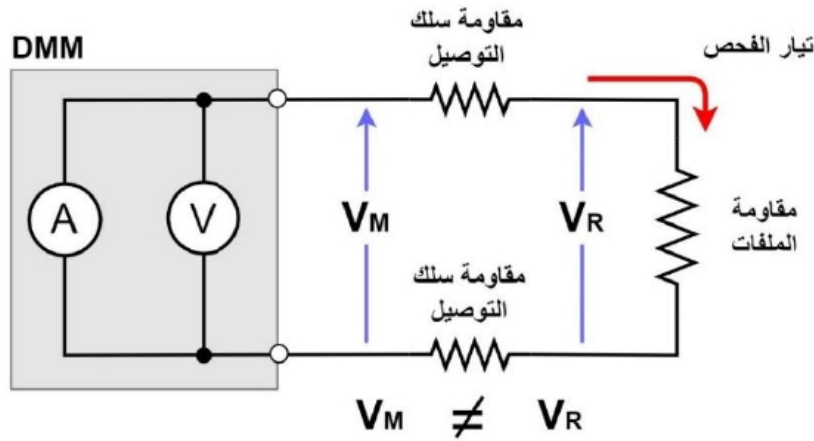 DMM
مقاومة سلك
التوصيل
تيار الفحص
A
V
VM
VR
مقاومة
الملفات
مقاومة سلك
التوصيل
VM ≠ VR